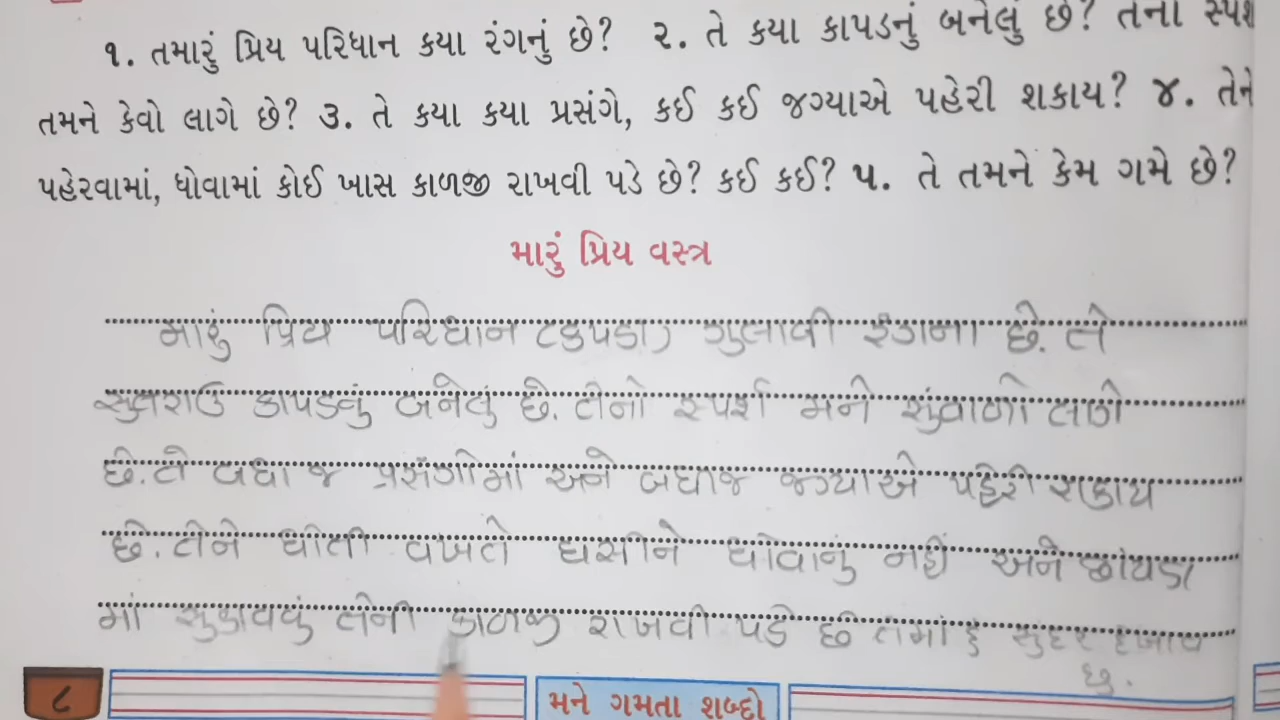 ૧. તમારું પ્રિય પરિધાન કયા રંગનું છે? ૨. તે કયા કાપડનું બનેલું છે? તેનો સ્પર્શ
તમને કેવો લાગે છે? ૩. તે કયા કયા પ્રસંગે, કઈ કઈ જગ્યાએ પહેરી શકાય? ૪. તેને
પહેરવામાં, ધોવામાં કોઈ ખાસ કાળજી રાખવી પડે છે? કઈ કઈ? ૫. તે તમને કેમ ગમે છે?
મારું પ્રિય વસ્ત્ર
મારું પ્રિય પરિધાન (કપડા) ગુલાબી રંગના છે. તે
સુતરાઉ કાપડનું બનેલું છે. તેનો સ્પર્શ મને સુંવાળો લાગે
છે. તે બધા જ પ્રસંગોમાં અને બધાજ જગ્યાએ પહેરી શકાય
છે. તેને ધોતી વખતે ઘસીને ધોવાનું નહીં અને છાંયડા
માં સુકાવવું તેની કાળજી રાખવી પડે છે તેમાં હું સુંદર દેખાવ
છુ.
૮
મને ગમતા શબ્દો